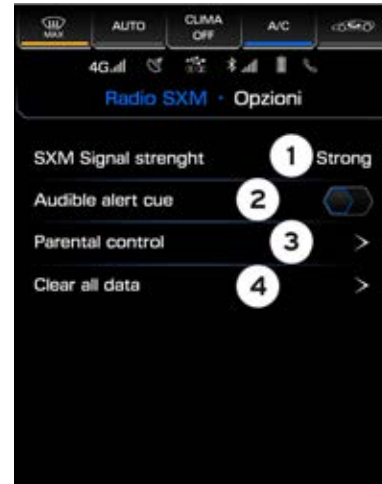 MAX AUTO CLIMA OFF A/C
4G
Radio SXM · Opzioni
SXM Signal strenght 1 Strong
Audible alert cue 2
Parental control 3 >
Clear all data 4 >